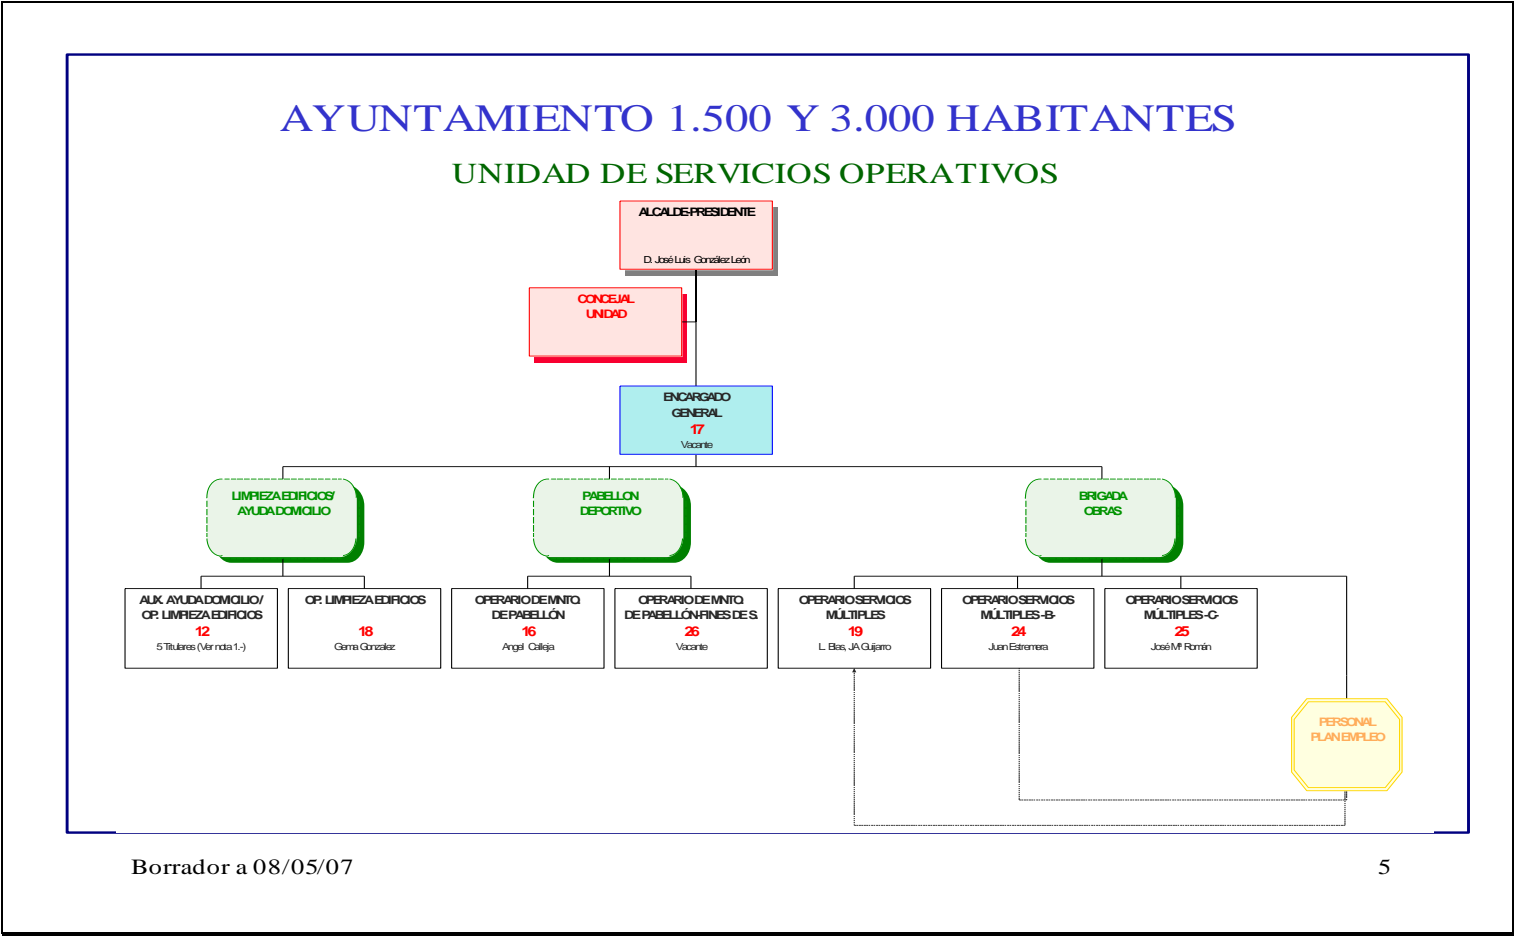 AYUNTAMIENTO 1.500 Y 3.000 HABITANTES
UNIDAD DE SERVICIOS OPERATIVOS
ALCALDE-PRESIDENTE
D. José Luis González León
CONCEJAL
UNIDAD
ENCARGADO
GENERAL
17
Vacante
LIMPIEZA EDIFICIOS/
AYUDA DOMICILIO
PABELLON
DEPORTIVO
BRIGADA
OBRAS
AUX. AYUDA DOMICILIO /
OP. LIMPIEZA EDIFICIOS
12
5 Titulares (Ver nota 1.-)
OP. LIMPIEZA EDIFICIOS
18
Gema Gonzalez
OPERARIO DE MNTO.
DE PABELLÓN
16
Angel Calleja
OPERARIO DE MNTO.
DE PABELLÓN-FINES DE S.
26
Vacante
OPERARIO SERVICIOS
MÚLTIPLES
19
L. Blas, JA Guijarro
OPERARIO SERVICIOS
MÚLTIPLES -B-
24
Juan Estremera
OPERARIO SERVICIOS
MÚLTIPLES -C-
25
José Mª Román
PERSONAL
PLAN EMPLEO
Borrador a 08/05/07
5